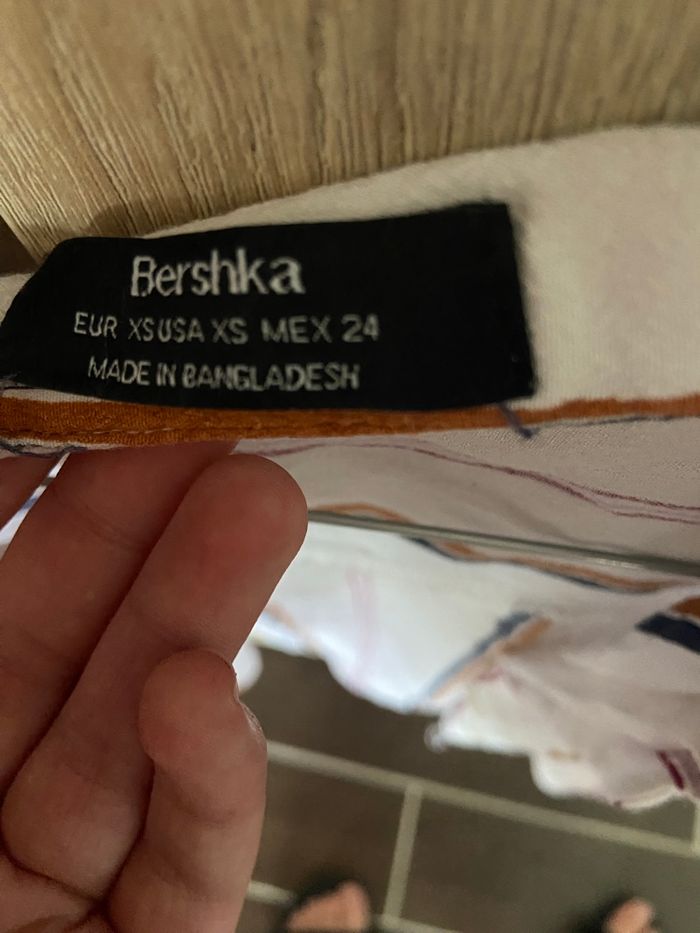 Bershka
EUR XS USA XS MEX 24
MADE IN BANGLADESH